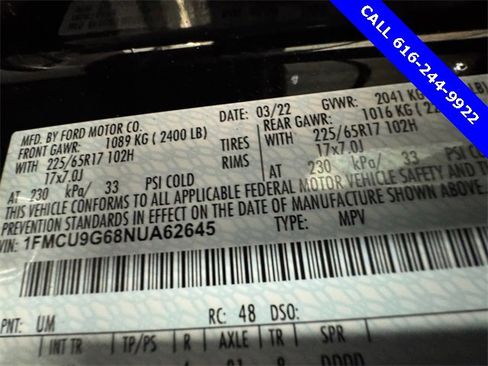 CALL 616-244-9922
MFD. BY FORD MOTOR CO. DATE: 03/22 GVWR: 2041 KG
FRONT GAWR: 1089 KG (2400 LB) REAR GAWR: 1016 KG
WITH 225/65R17 102H TIRES WITH 225/65R17 102H
17x7.0J RIMS 17x7.0J
AT 230 kPa/ 33 PSI COLD AT 230 kPa/ 33
THIS VEHICLE CONFORMS TO ALL APPLICABLE FEDERAL MOTOR VEHICLE SAFETY AND
PREVENTION STANDARDS IN EFFECT ON THE DATE OF MANUFACTURE SHOWN
VIN: 1FMCU9G68NUA62645 TYPE: MPV
PNT: UM RC: 48 DSO:
INT TR TP/PS R AXLE TR SPR